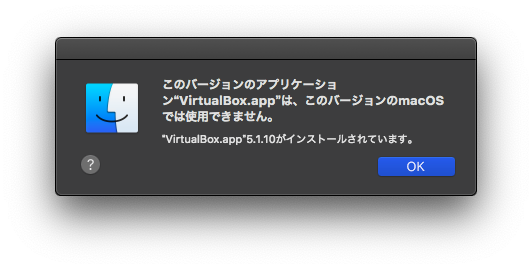 このバージョンのアプリケーショ
ン“VirtualBox.app”は、このバージョンのmacOS
では使用できません。
“VirtualBox.app”5.1.10がインストールされています。
?
OK